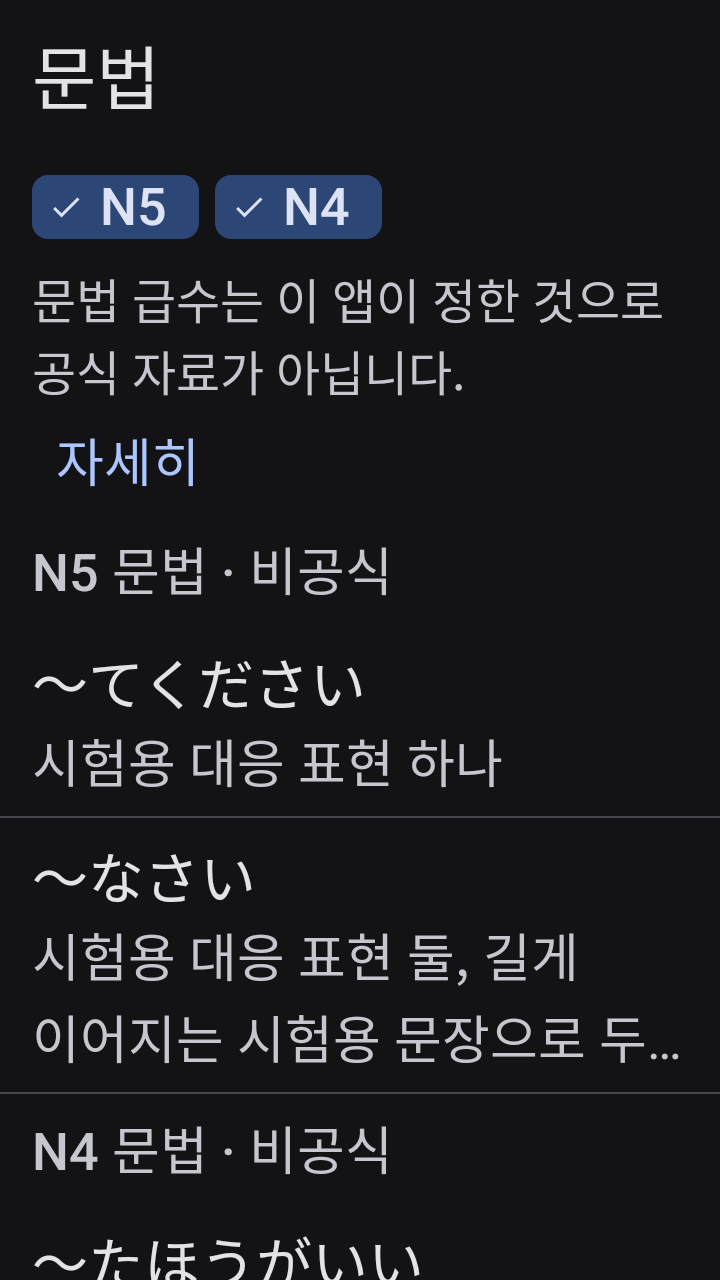 문법
N5 N4
문법 급수는 이 앱이 정한 것으로
공식 자료가 아닙니다.
자세히
N5 문법 · 비공식
〜てください
시험용 대응 표현 하나
〜なさい
시험용 대응 표현 둘, 길게
이어지는 시험용 문장으로 두…
N4 문법 · 비공식
〜たほうがいい